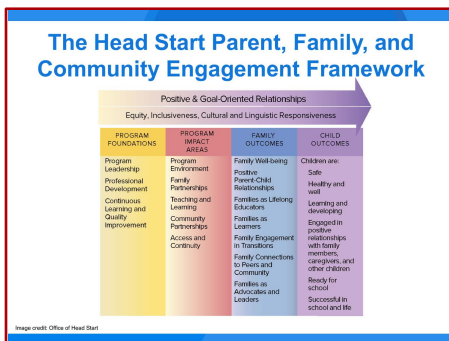 The Head Start Parent, Family, and
Community Engagement Framework
Positive & Goal-Oriented Relationships
Equity, Inclusiveness, Cultural and Linguistic Responsiveness
PROGRAM
FOUNDATIONS
Program
Leadership
Professional
Development
Continuous
Learning and
Quality
Improvement
PROGRAM
IMPACT
AREAS
Program
Environment
Family
Partnerships
Teaching and
Learning
Community
Partnerships
Access and
Continuity
FAMILY
OUTCOMES
Family Well-being
Positive
Parent-Child
Relationships
Families as Lifelong
Educators
Families as
Learners
Family Engagement
in Transitions
Family Connections
to Peers and
Community
Families as
Advocates and
Leaders
CHILD
OUTCOMES
Children are:
Safe
Healthy and
well
Learning and
developing
Engaged in
positive
relationships
with family
members,
caregivers, and
other children
Ready for
school
Successful in
school and life
Image credit: Office of Head Start